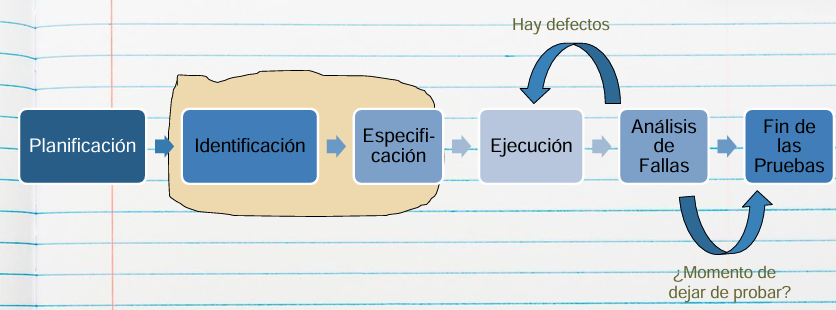 Hay defectos
Planificación
Identificación
Especifi-
cación
Ejecución
Análisis
de
Fallas
Fin de
las
Pruebas
¿Momento de
dejar de probar?